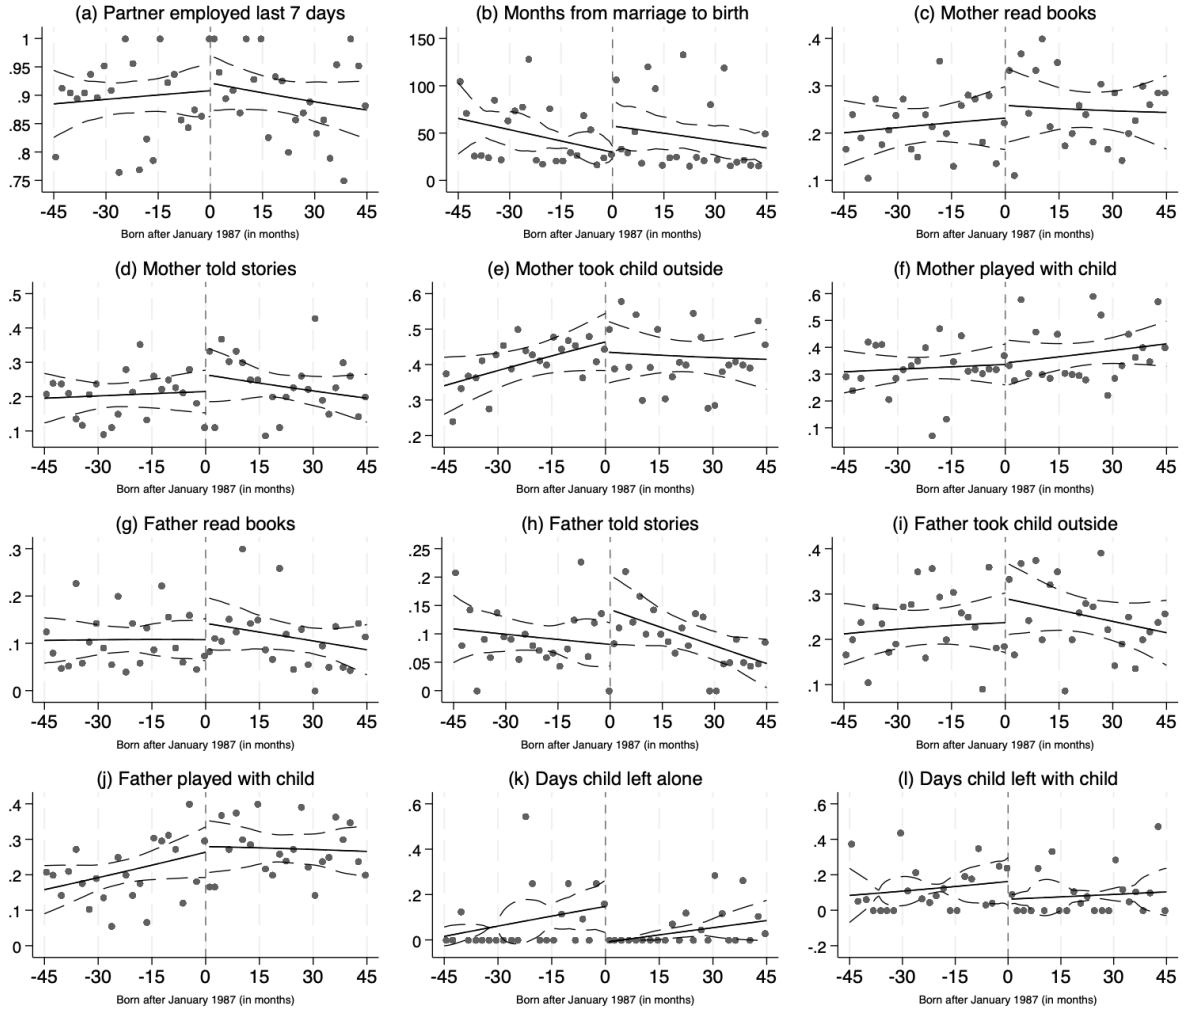 (a) Partner employed last 7 days
1
.95
.9
.85
.8
.75
-45 -30 -15 0 15 30 45
Born after January 1987 (in months)
(b) Months from marriage to birth
150
100
50
0
-45 -30 -15 0 15 30 45
Born after January 1987 (in months)
(c) Mother read books
.4
.3
.2
.1
-45 -30 -15 0 15 30 45
Born after January 1987 (in months)
(d) Mother told stories
.5
.4
.3
.2
.1
-45 -30 -15 0 15 30 45
Born after January 1987 (in months)
(e) Mother took child outside
.6
.5
.4
.3
.2
-45 -30 -15 0 15 30 45
Born after January 1987 (in months)
(f) Mother played with child
.6
.5
.4
.3
.2
.1
-45 -30 -15 0 15 30 45
Born after January 1987 (in months)
(g) Father read books
.3
.2
.1
0
-45 -30 -15 0 15 30 45
Born after January 1987 (in months)
(h) Father told stories
.25
.2
.15
.1
.05
0
-45 -30 -15 0 15 30 45
Born after January 1987 (in months)
(i) Father took child outside
.4
.3
.2
.1
-45 -30 -15 0 15 30 45
Born after January 1987 (in months)
(j) Father played with child
.4
.3
.2
.1
0
-45 -30 -15 0 15 30 45
Born after January 1987 (in months)
(k) Days child left alone
.6
.4
.2
0
-45 -30 -15 0 15 30 45
Born after January 1987 (in months)
(l) Days child left with child
.6
.4
.2
0
-.2
-45 -30 -15 0 15 30 45
Born after January 1987 (in months)